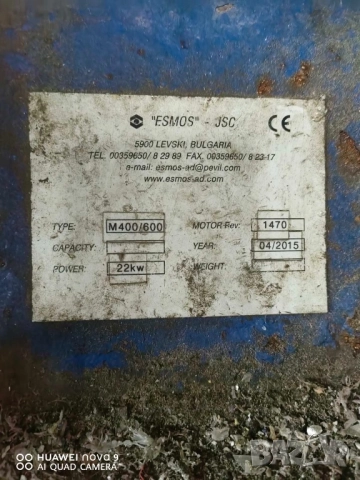 "ESMOS" - JSC
CE
5900 LEVSKI, BULGARIA
TEL. 00359650/ 8 29 89 FAX. 00359650/ 8 23-17
e-mail: esmos-ad@pevil.com
www.esmos-ad.com
TYPE: M400/600 MOTOR Rev: 1470
CAPACITY: YEAR: 04/2015
POWER: 22kw WEIGHT:
HUAWEI nova 9
AI QUAD CAMERA